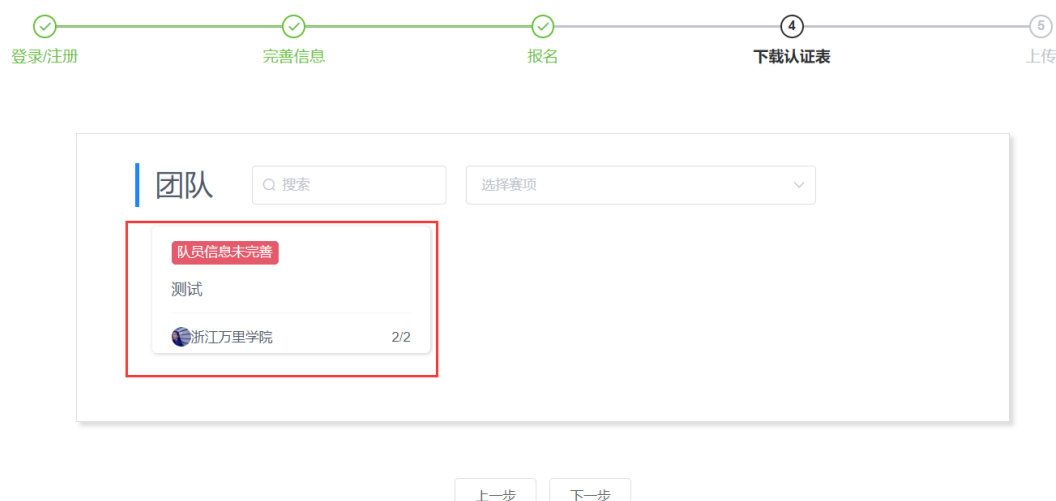 4
5
登录/注册
完善信息
报名
下载认证表
上传
团队
搜索
选择赛项
队员信息未完善
测试
浙江万里学院
2/2
上一步
下一步